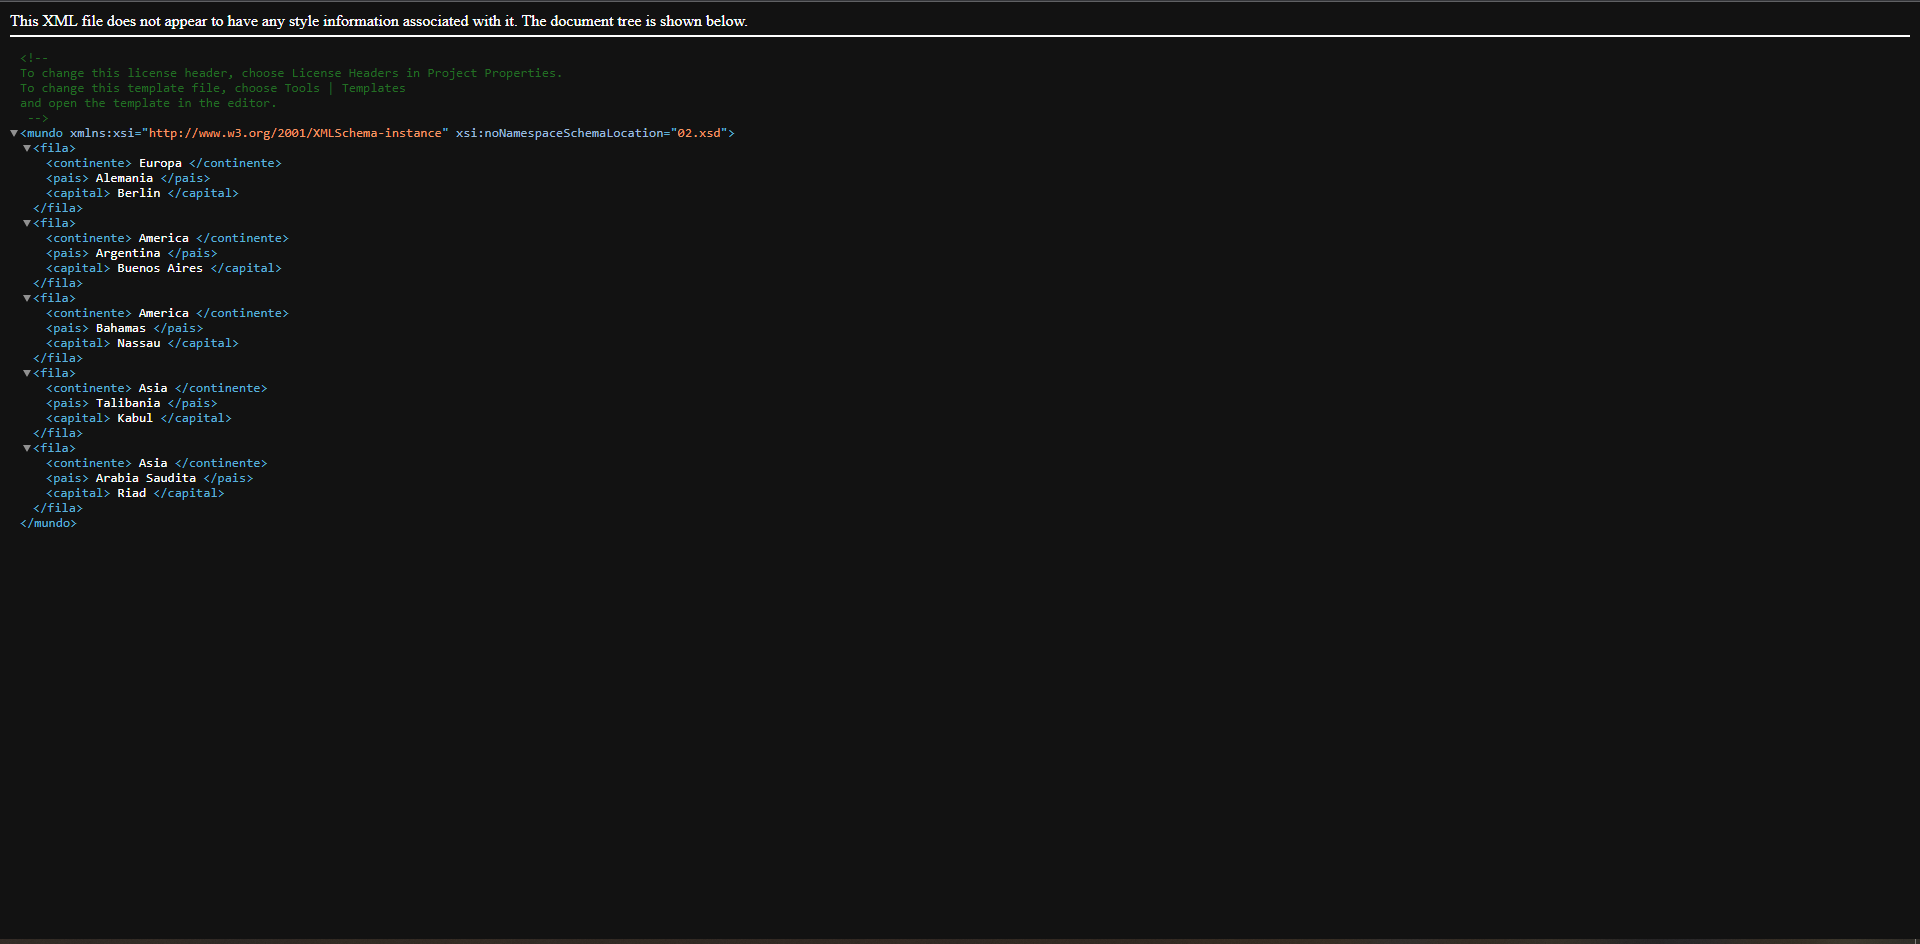 This XML file does not appear to have any style information associated with it. The document tree is shown below.
<!--
To change this license header, choose License Headers in Project Properties.
To change this template file, choose Tools | Templates
and open the template in the editor.
-->
▼<mundo xmlns:xsi="http://www.w3.org/2001/XMLSchema-instance" xsi:noNamespaceSchemaLocation="02.xsd">
▼<fila>
<continente> Europa </continente>
<pais> Alemania </pais>
<capital> Berlin </capital>
</fila>
▼<fila>
<continente> America </continente>
<pais> Argentina </pais>
<capital> Buenos Aires </capital>
</fila>
▼<fila>
<continente> America </continente>
<pais> Bahamas </pais>
<capital> Nassau </capital>
</fila>
▼<fila>
<continente> Asia </continente>
<pais> Talibania </pais>
<capital> Kabul </capital>
</fila>
▼<fila>
<continente> Asia </continente>
<pais> Arabia Saudita </pais>
<capital> Riad </capital>
</fila>
</mundo>